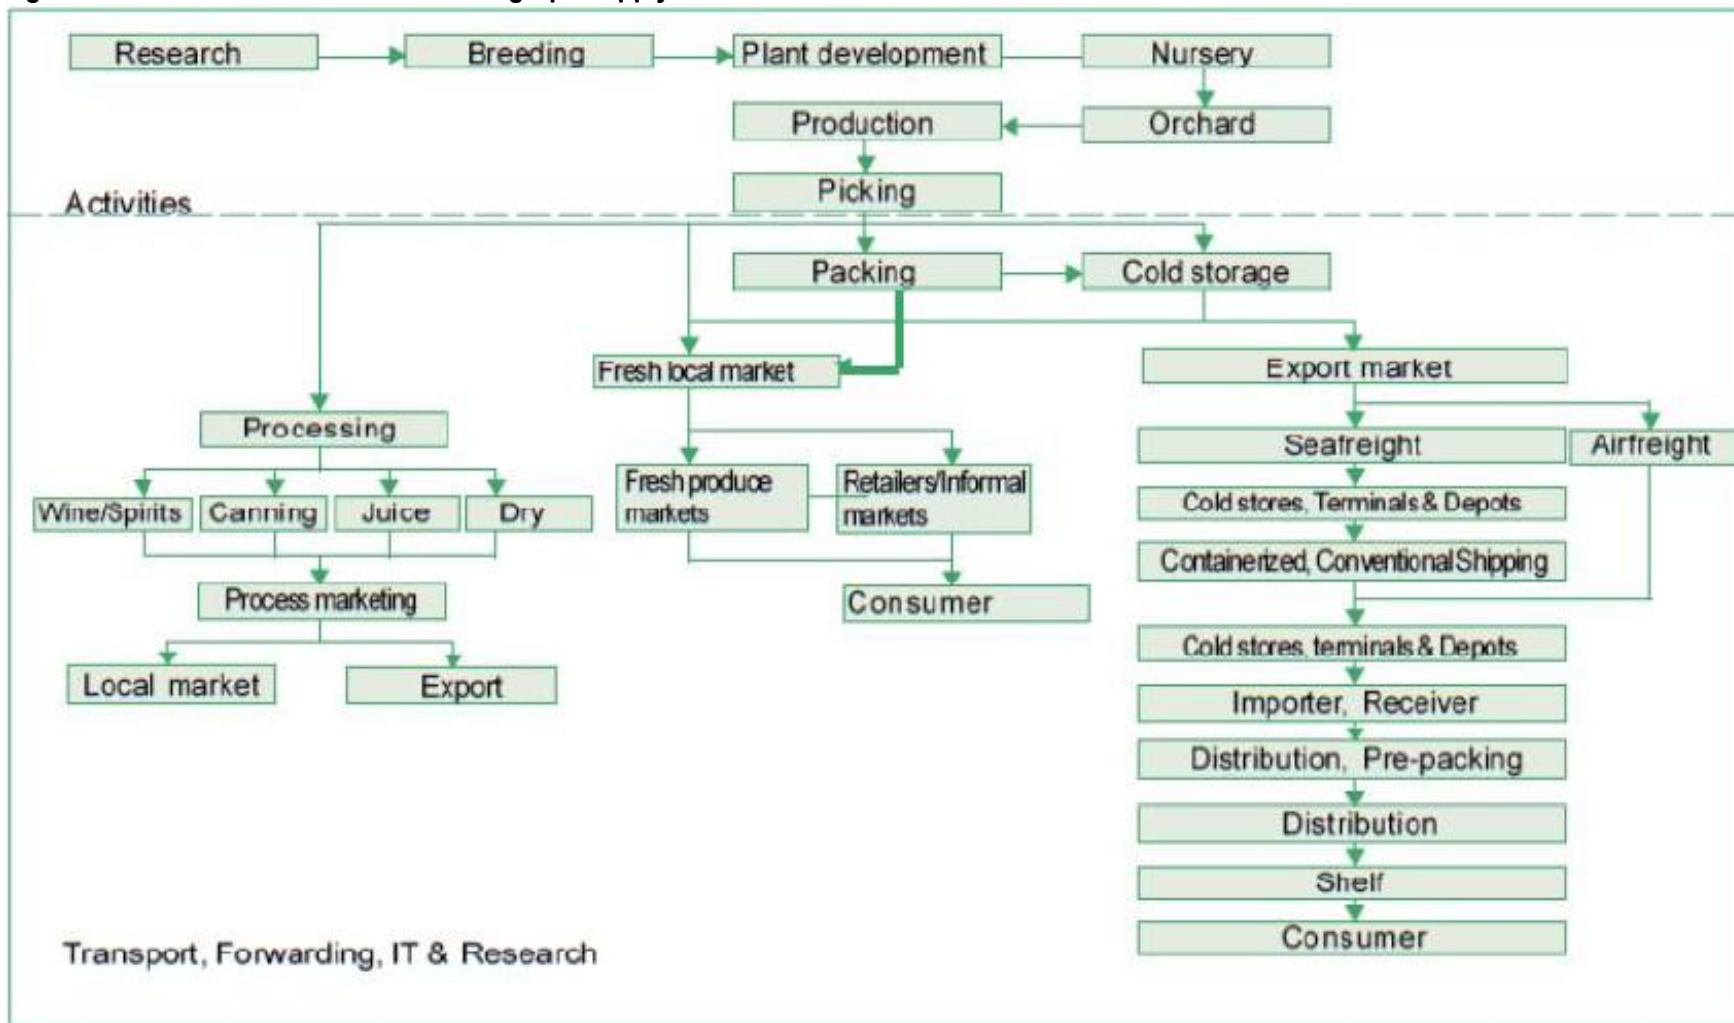 Research
Breeding
Plant development
Nursery
Production
Orchard
Picking
Activities
Packing
Cold storage
Fresh local market
Export market
Processing
Seafreight
Airfreight
Fresh produce
markets
Retailers/Informal
markets
Cold stores, Terminals & Depots
Wine/Spirits
Canning
Juice
Dry
Containerized, Conventional Shipping
Process marketing
Consumer
Cold stores, terminals & Depots
Local market
Export
Importer, Receiver
Distribution, Pre-packing
Distribution
Shelf
Consumer
Transport, Forwarding, IT & Research